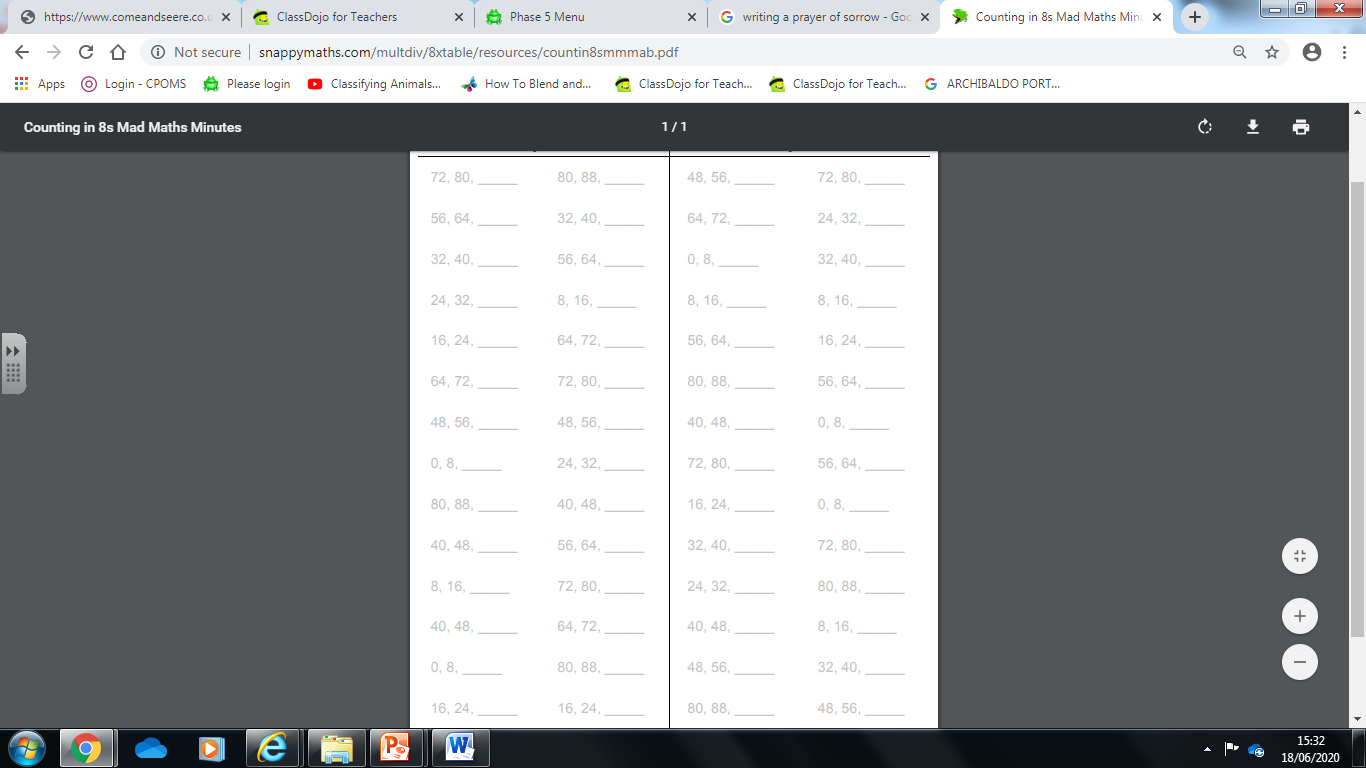 https://www.comeandseere.co.u
ClassDojo for Teachers
Phase 5 Menu
writing a prayer of sorrow - Goo
Counting in 8s Mad Maths Minu
Not secure | snappymaths.com/multdiv/8xtable/resources/countin8smmmab.pdf
Apps Login - CPOMS Please login Classifying Animals... How To Blend and... ClassDojo for Teach... ClassDojo for Teach... ARCHIBALDO PORT...
Counting in 8s Mad Maths Minutes 1 / 1
72, 80, _____ 80, 88, _____ 48, 56, _____ 72, 80, _____
56, 64, _____ 32, 40, _____ 64, 72, _____ 24, 32, _____
32, 40, _____ 56, 64, _____ 0, 8, _____ 32, 40, _____
24, 32, _____ 8, 16, _____ 8, 16, _____ 8, 16, _____
16, 24, _____ 64, 72, _____ 56, 64, _____ 16, 24, _____
64, 72, _____ 72, 80, _____ 80, 88, _____ 56, 64, _____
48, 56, _____ 48, 56, _____ 40, 48, _____ 0, 8, _____
0, 8, _____ 24, 32, _____ 72, 80, _____ 56, 64, _____
80, 88, _____ 40, 48, _____ 16, 24, _____ 0, 8, _____
40, 48, _____ 56, 64, _____ 32, 40, _____ 72, 80, _____
8, 16, _____ 72, 80, _____ 24, 32, _____ 80, 88, _____
40, 48, _____ 64, 72, _____ 40, 48, _____ 8, 16, _____
0, 8, _____ 80, 88, _____ 48, 56, _____ 32, 40, _____
16, 24, _____ 16, 24, _____ 80, 88, _____ 48, 56, _____
15:32
18/06/2020